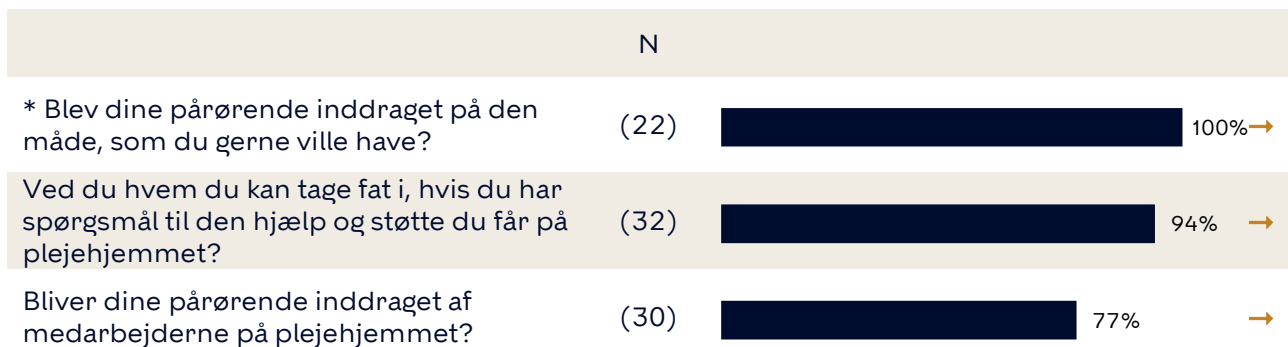 N
* Blev dine pårørende inddraget på den
måde, som du gerne ville have?
(22)
100%→
Ved du hvem du kan tage fat i, hvis du har
spørgsmål til den hjælp og støtte du får på
plejehjemmet?
(32)
94% →
Bliver dine pårørende inddraget af
medarbejderne på plejehjemmet?
(30)
77% →